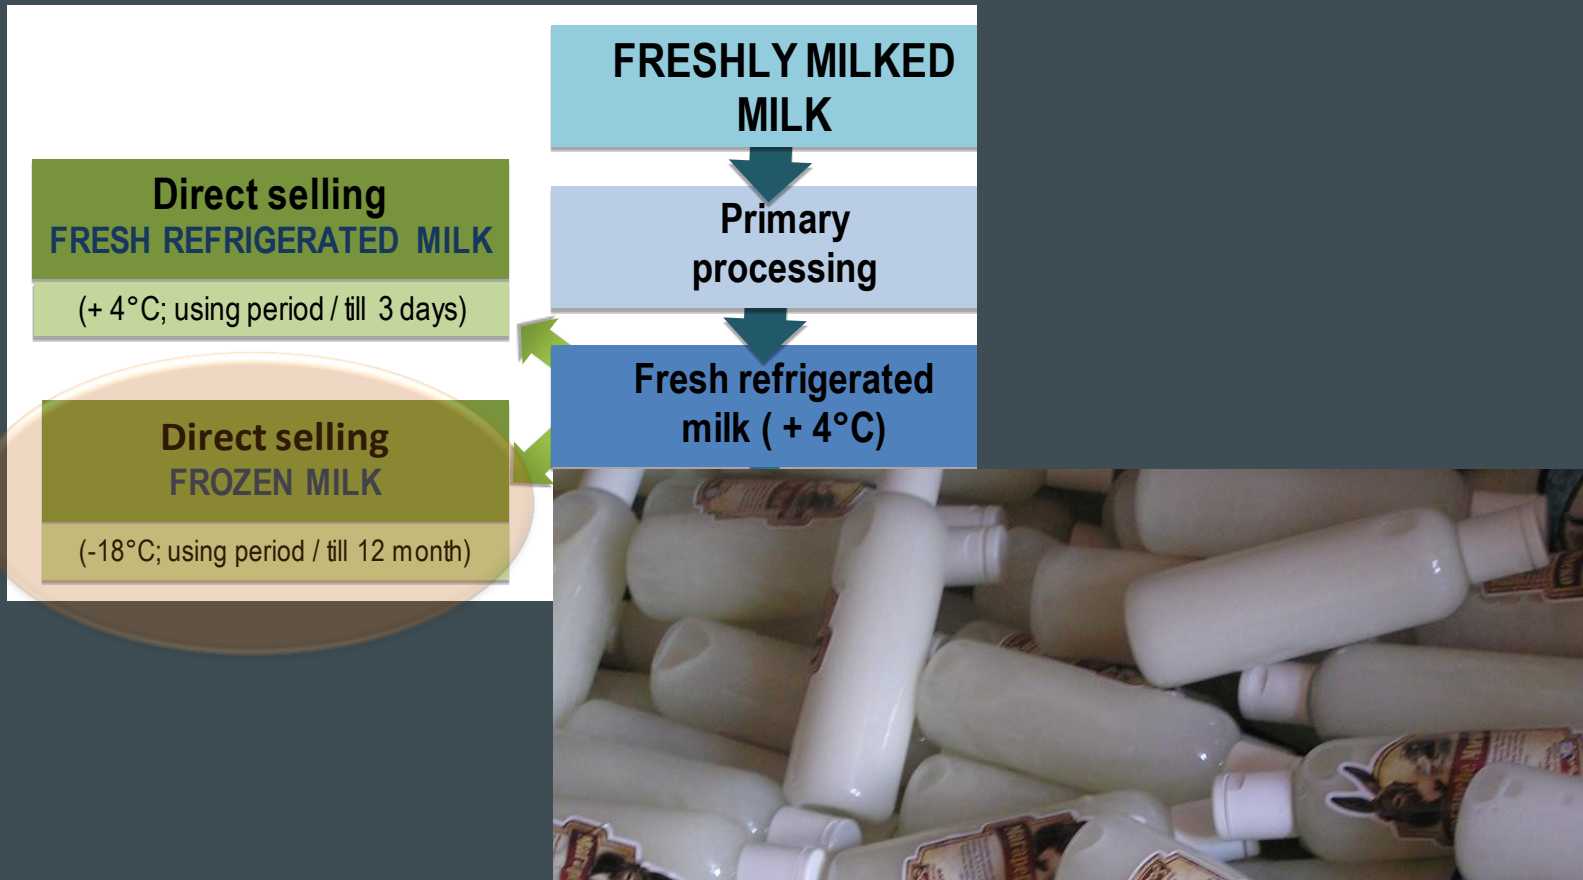 FRESHLY MILKED
MILK
Primary
processing
Fresh refrigerated
milk ( + 4°C)
Direct selling
FRESH REFRIGERATED MILK
(+ 4°C; using period / till 3 days)
Direct selling
FROZEN MILK
(-18°C; using period / till 12 month)